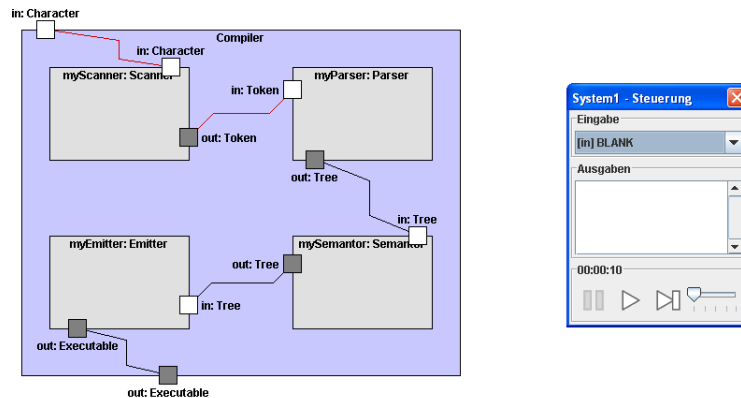 in: Character
Compiler
in: Character
myScanner: Scanner
myParser: Parser
in: Token
out: Token
out: Tree
in: Tree
myEmitter: Emitter
mySemantor: Semantor
out: Tree
in: Tree
out: Executable
out: Executable
System1 - Steuerung
Eingabe
[in] BLANK
Ausgaben
00:00:10